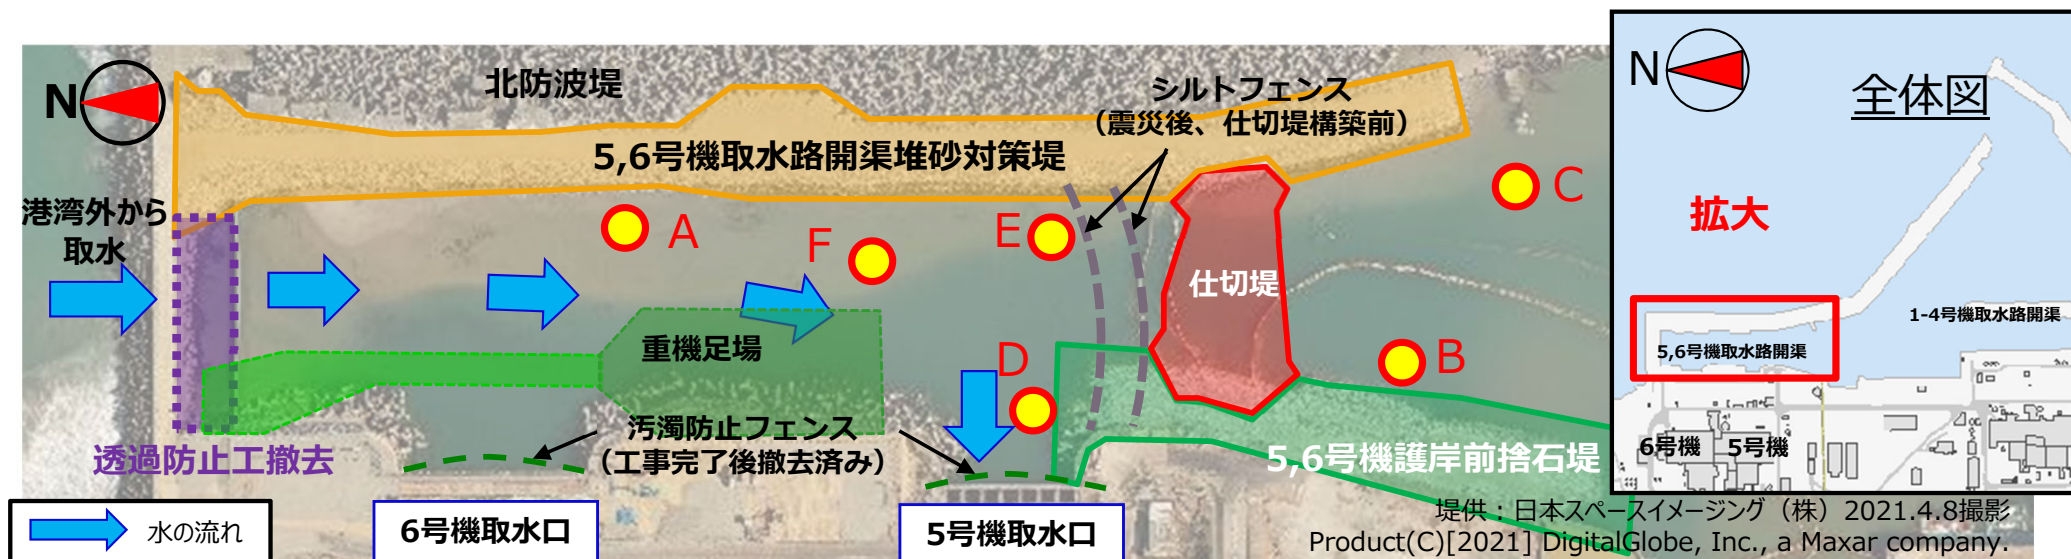 N
北防波堤
シルトフェンス
（震災後、仕切堤構築前）
5,6号機取水路開渠堆砂対策堤
港湾外から
取水
A
F
E
C
仕切堤
重機足場
D
B
汚濁防止フェンス
（工事完了後撤去済み）
透過防止工撤去
5,6号機護岸前捨石堤
水の流れ
6号機取水口
5号機取水口
N
全体図
拡大
1-4号機取水路開渠
5,6号機取水路開渠
6号機
5号機
提供：日本スペースイメージング（株）2021.4.8撮影
Product(C)[2021] DigitalGlobe, Inc., a Maxar company.